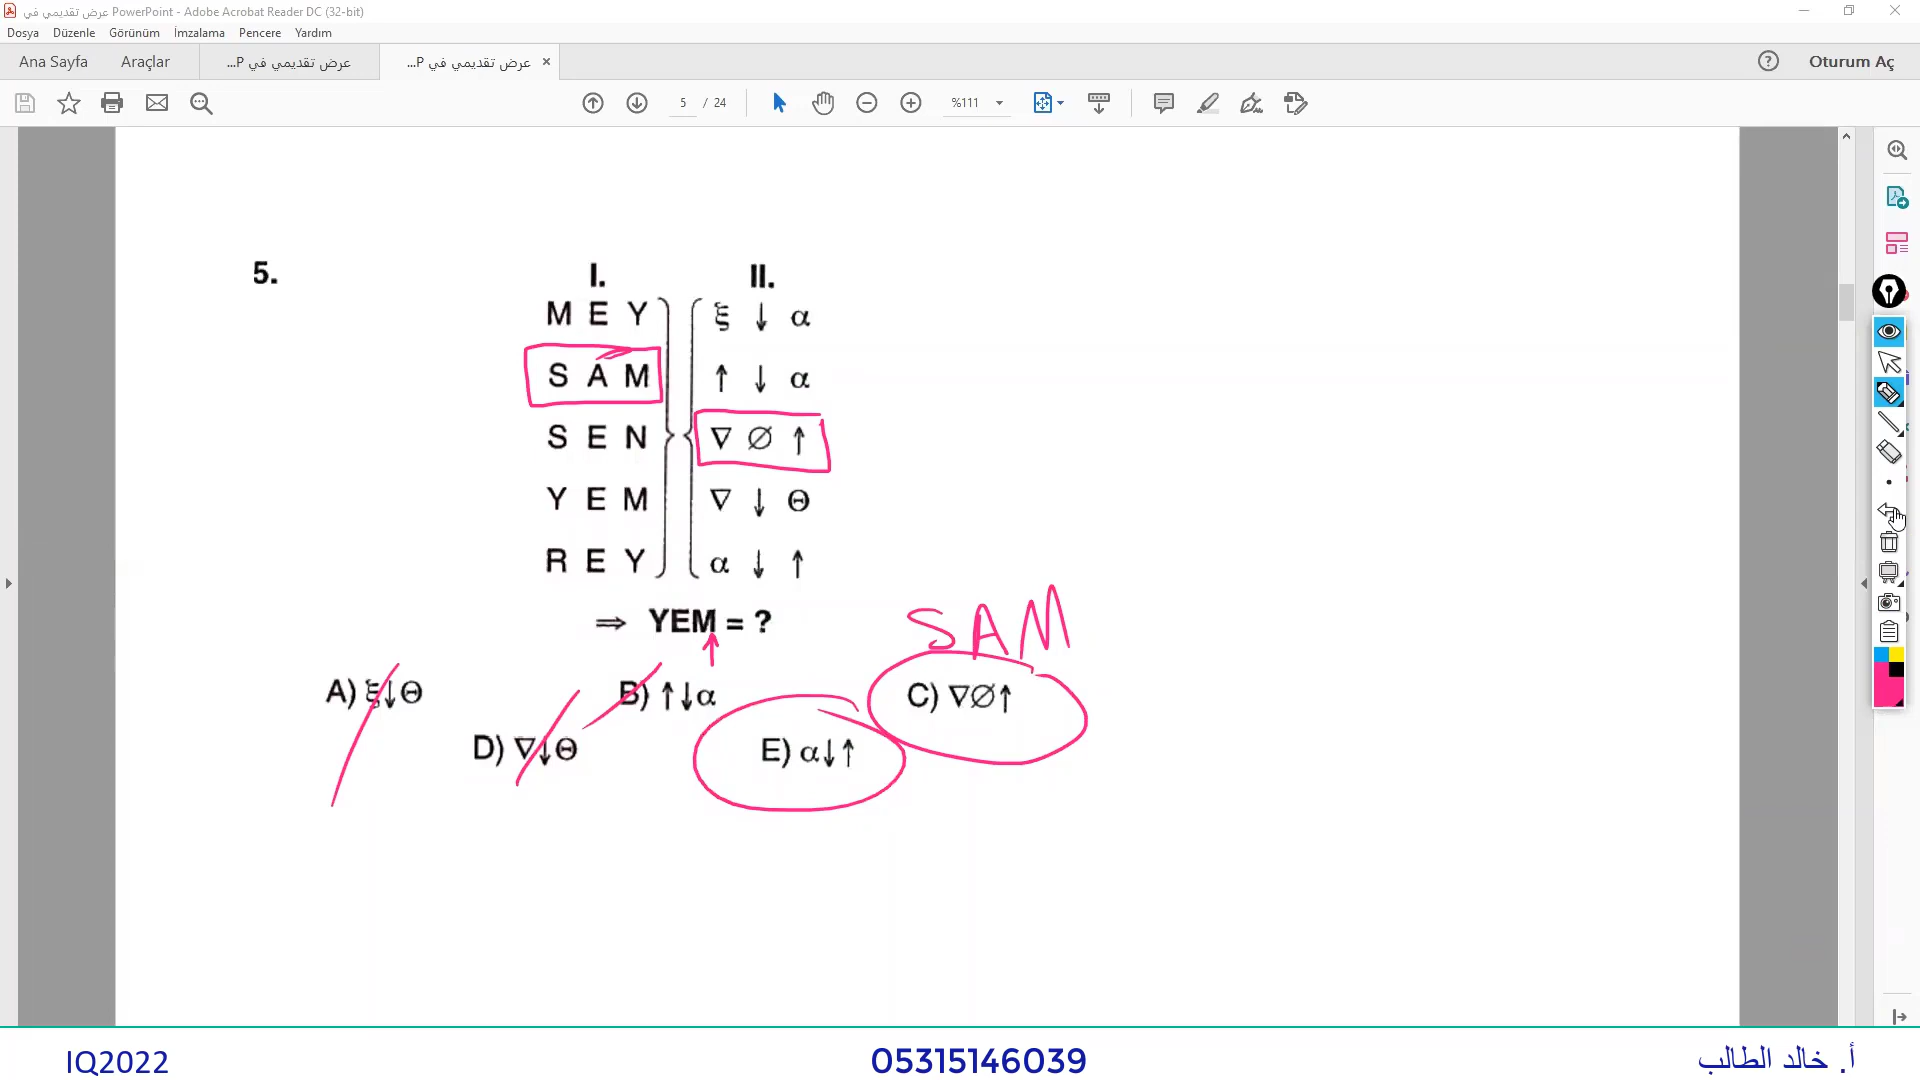 عرض تقديمي في PowerPoint - Adobe Acrobat Reader DC (32-bit)
Dosya Düzenle Görünüm İmzalama Pencere Yardım
Ana Sayfa Araçlar عرض تقديمي في P... عرض تقديمي في P... × ? Oturum Aç
5 / 24 %111
5.
I. II.
M E Y ξ ↓ α
S A M ↑ ↓ α
S E N ∇ ∅ ↑
Y E M ∇ ↓ Θ
R E Y α ↓ ↑
⇒ YEM = ?
SAM
A) ξ↓Θ B) ↑↓α C) ∇∅↑
D) ∇↓Θ E) α↓↑
IQ2022 05315146039 أ. خالد الطالب